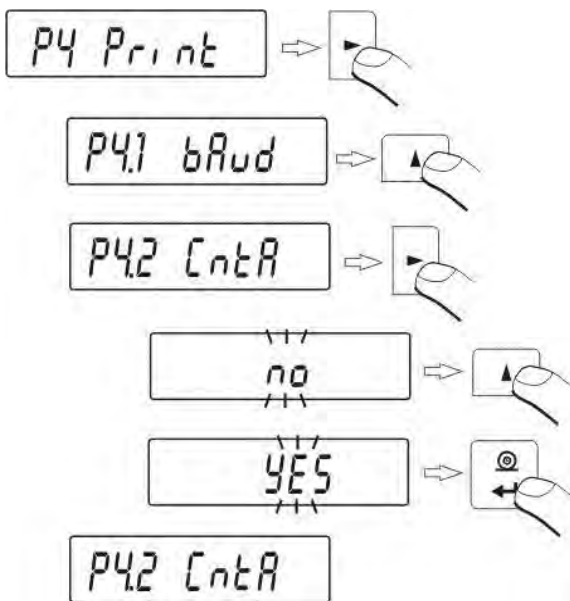 P4 Print
P4.1 bAud
P4.2 CntA
no
YES
P4.2 CntA